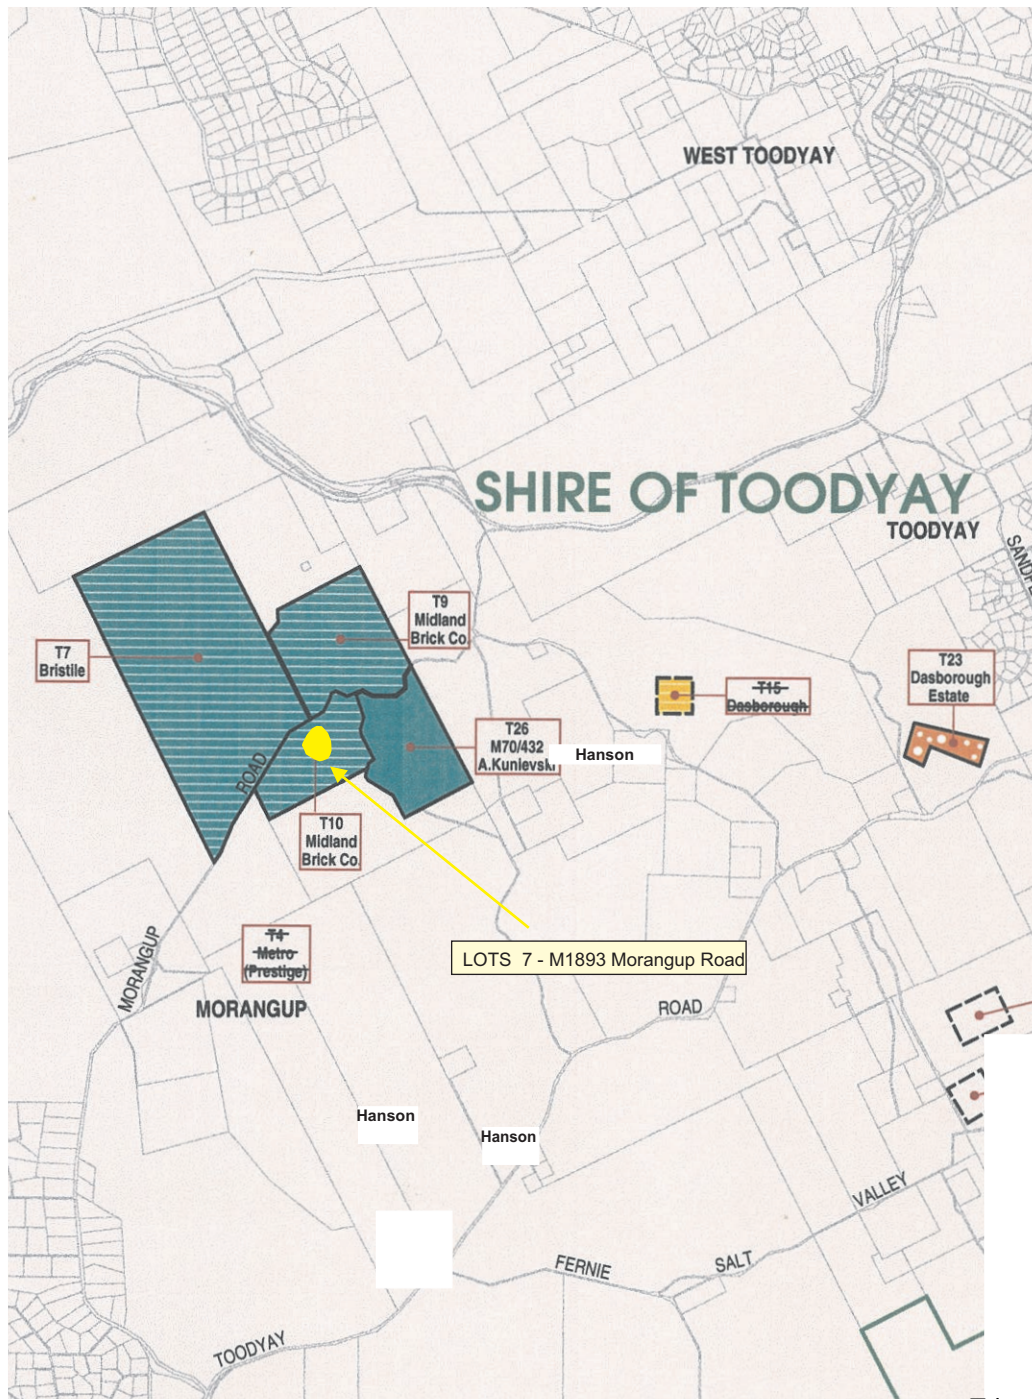 WEST TOODYAY
SHIRE OF TOODYAY
TOODYAY
T9
Midland
Brick Co.
T7
Bristile
T23
Dasborough
Estate
T15
Dasborough
T26
M70/432
A.Kunlevski
Hanson
ROAD
T10
Midland
Brick Co.
T4
Metro
(Prestige)
MORANGUP
LOTS 7 - M1893 Morangup Road
MORANGUP
ROAD
Hanson
Hanson
VALLEY
SALT
FERNIE
TOODYAY